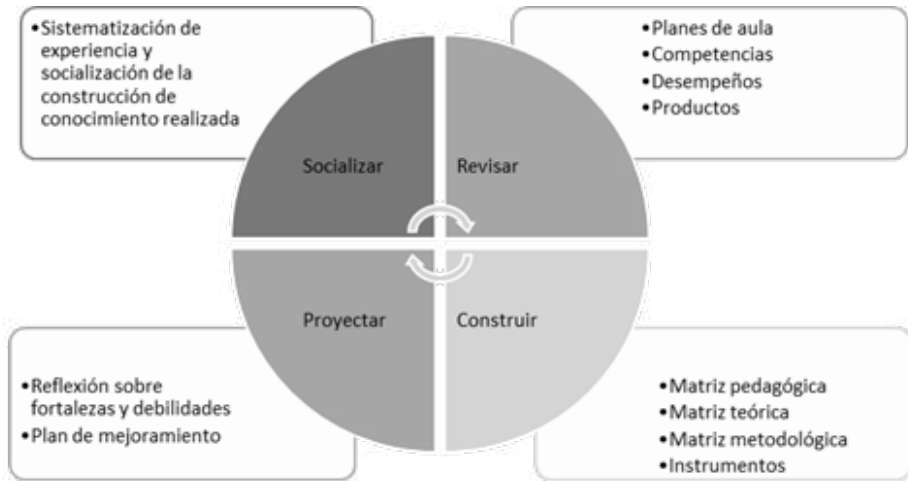 •Sistematización de
experiencia y
socialización de la
construcción de
conocimiento realizada
•Planes de aula
•Competencias
•Desempeños
•Productos
Socializar
Revisar
Proyectar
Construir
•Reflexión sobre
fortalezas y debilidades
•Plan de mejoramiento
•Matriz pedagógica
•Matriz teórica
•Matriz metodológica
•Instrumentos